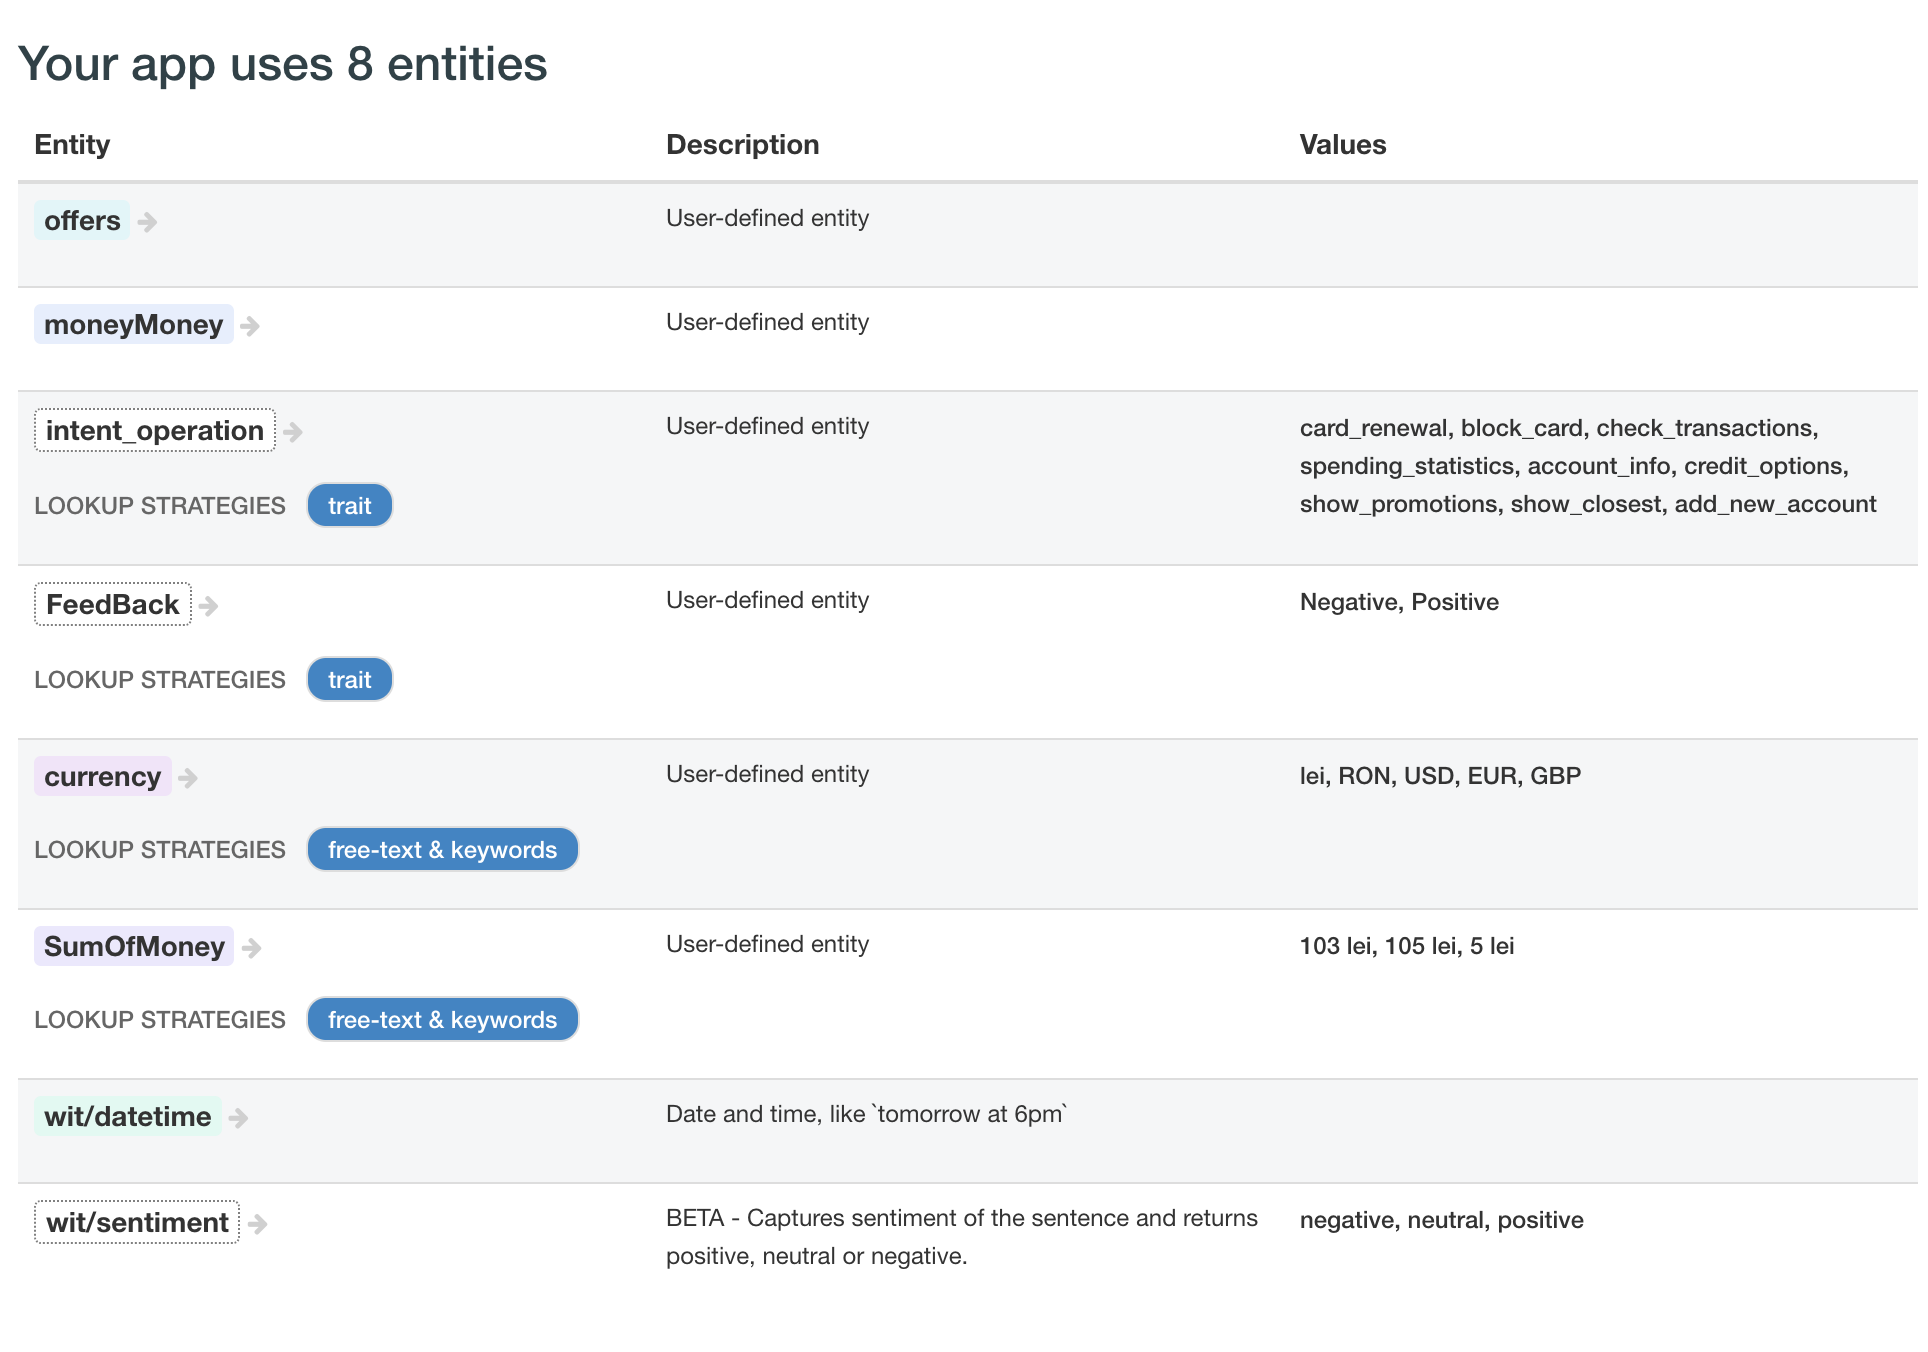 Your app uses 8 entities
Entity Description Values
offers User-defined entity
moneyMoney User-defined entity
intent_operation User-defined entity card_renewal, block_card, check_transactions,
spending_statistics, account_info, credit_options,
LOOKUP STRATEGIES trait show_promotions, show_closest, add_new_account
FeedBack User-defined entity Negative, Positive
LOOKUP STRATEGIES trait
currency User-defined entity lei, RON, USD, EUR, GBP
LOOKUP STRATEGIES free-text & keywords
SumOfMoney User-defined entity 103 lei, 105 lei, 5 lei
LOOKUP STRATEGIES free-text & keywords
wit/datetime Date and time, like `tomorrow at 6pm`
wit/sentiment BETA - Captures sentiment of the sentence and returns negative, neutral, positive
positive, neutral or negative.